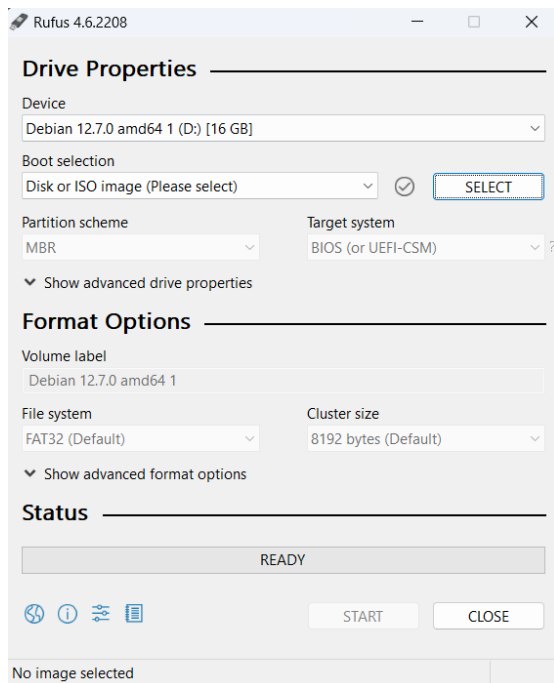 Rufus 4.6.2208
Drive Properties
Device
Debian 12.7.0 amd64 1 (D:) [16 GB]
Boot selection
Disk or ISO image (Please select)
SELECT
Partition scheme
Target system
MBR
BIOS (or UEFI-CSM)
?
Show advanced drive properties
Format Options
Volume label
Debian 12.7.0 amd64 1
File system
Cluster size
FAT32 (Default)
8192 bytes (Default)
Show advanced format options
Status
READY
START
CLOSE
No image selected